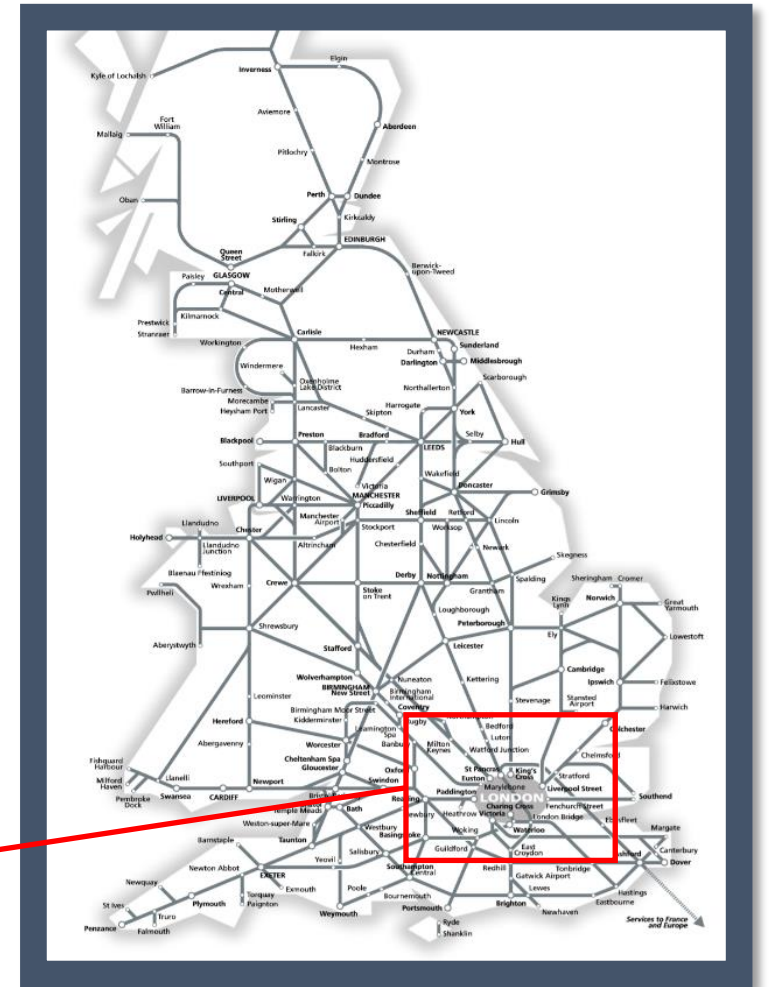 Elgin
Inverness
Kyle of Lochalsh
Aviemore
Fort
William
Aberdeen
Mallaig
Pitlochry
Montrose
Perth
Dundee
Oban
Stirling
Kirkcaldy
EDINBURGH
Queen
Street
Falkirk
Berwick-
upon-Tweed
Paisley
GLASGOW
Central
Motherwell
Prestwick
Kilmarnock
Stranraer
Carlisle
NEWCASTLE
Workington
Hexham
Sunderland
Durham
Darlington
Middlesbrough
Windermere
Scarborough
Oxenholme
Lake District
Barrow-in-Furness
Northallerton
Morecambe
Heysham Port
Lancaster
Harrogate
Skipton
York
Blackpool
Preston
Bradford
Selby
Hull
Blackburn
LEEDS
Southport
Huddersfield
Bolton
Wakefield
Wigan
Victoria
Doncaster
Grimsby
LIVERPOOL
Warrington
MANCHESTER
Piccadilly
Manchester
Airport
Sheffield
Retford
Llandudno
Stockport
Worksop
Lincoln
Holyhead
Chester
Llandudno
Junction
Altrincham
Chesterfield
Newark
Skegness
Blaenau Ffestiniog
Wrexham
Crewe
Derby
Nottingham
Sheringham
Cromer
Pwllheli
Stoke
on Trent
Grantham
Spalding
Kings
Lynn
Norwich
Great
Yarmouth
Loughborough
Shrewsbury
Peterborough
Ely
Lowestoft
Aberystwyth
Stafford
Leicester
Wolverhampton
Cambridge
BIRMINGHAM
New Street
Nuneaton
Kettering
Ipswich
Felixstowe
Birmingham
International
Leominster
Stevenage
Stansted
Airport
Birmingham Moor Street
Coventry
Harwich
Hereford
Kidderminster
Rugby
Bedford
Colchester
Leamington
Spa
Abergavenny
Worcester
Banbury
Milton
Keynes
Luton
Watford Junction
Chelmsford
Fishguard
Harbour
Cheltenham Spa
Gloucester
Oxford
St Pancras
King's
Cross
Euston
Stratford
Milford
Haven
Llanelli
Newport
Swindon
Marylebone
Liverpool Street
Pembroke
Dock
Swansea
CARDIFF
Reading
Paddington
LONDON
Southend
Temple Meads
Bath
Charing Cross
Fenchurch Street
Newbury
Heathrow
Victoria
London Bridge
Ebbsfleet
Weston-super-Mare
Westbury
Basingstoke
Woking
Waterloo
Margate
Barnstaple
Taunton
Guildford
East
Croydon
Canterbury
Salisbury
Ashford
Dover
Newton Abbot
Yeovil
Southampton
Central
Redhill
Tonbridge
Gatwick Airport
Newquay
EXETER
Exmouth
Poole
Lewes
Hastings
St Ives
Torquay
Paignton
Bournemouth
Eastbourne
Truro
Plymouth
Weymouth
Portsmouth
Brighton
Newhaven
Penzance
Falmouth
Ryde
Shanklin
Services to France
and Europe